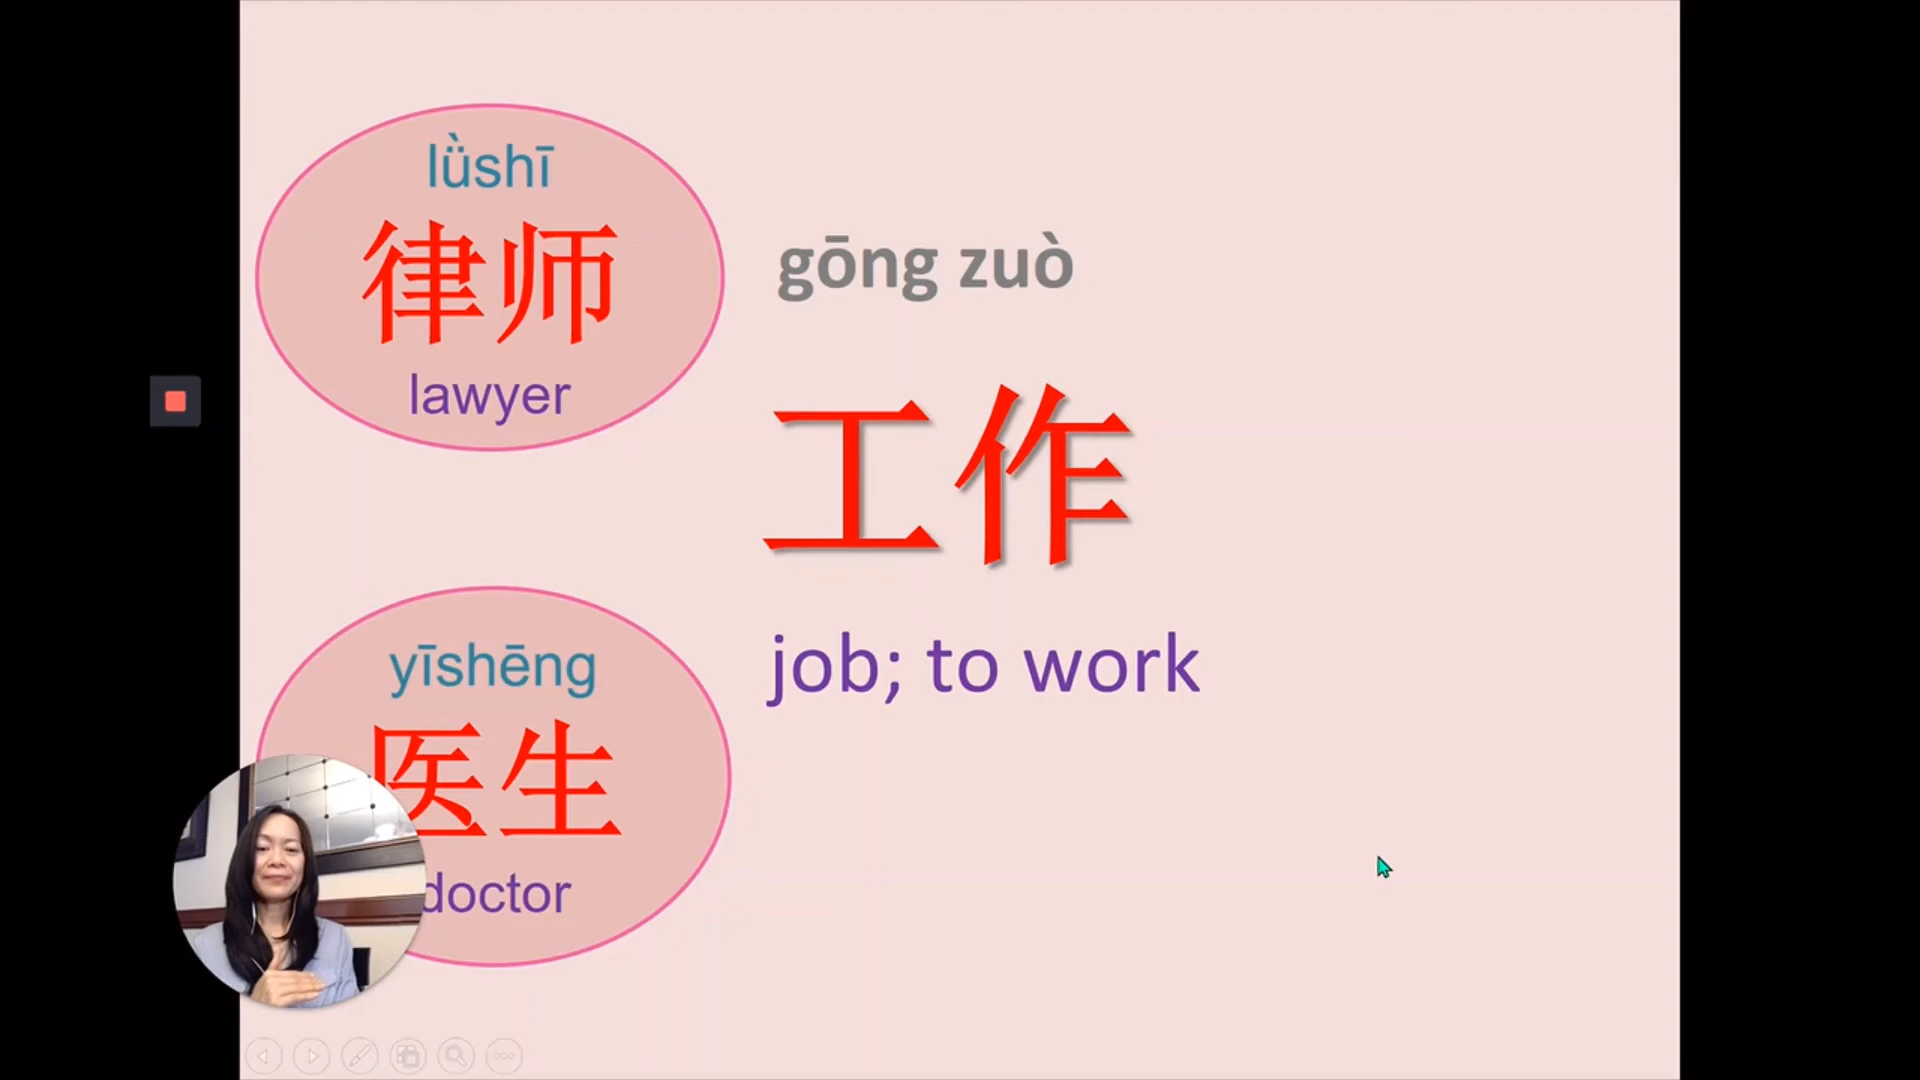 lǜshī
律师
lawyer
gōng zuò
工作
job; to work
yīshēng
医生
doctor